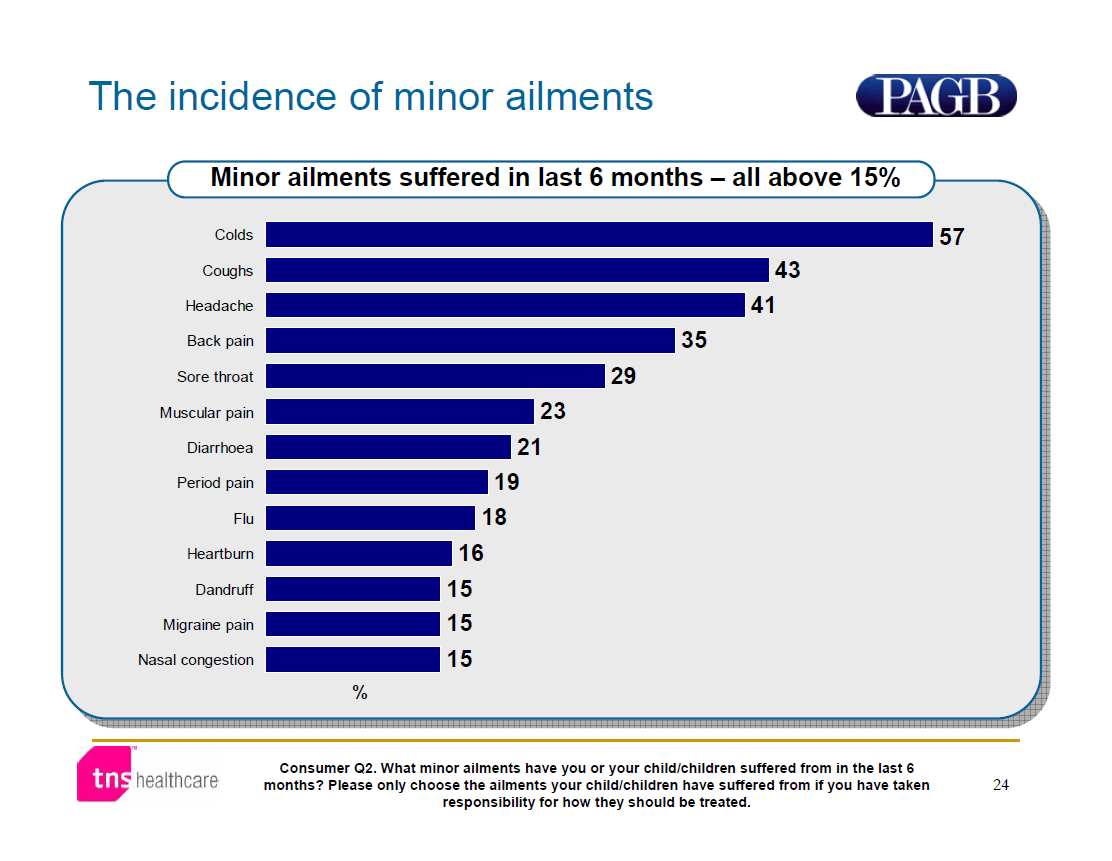 The incidence of minor ailments
PAGB
Minor ailments suffered in last 6 months – all above 15%
Colds 57
Coughs 43
Headache 41
Back pain 35
Sore throat 29
Muscular pain 23
Diarrhoea 21
Period pain 19
Flu 18
Heartburn 16
Dandruff 15
Migraine pain 15
Nasal congestion 15
%
tns healthcare
TM
Consumer Q2. What minor ailments have you or your child/children suffered from in the last 6
months? Please only choose the ailments your child/children have suffered from if you have taken
responsibility for how they should be treated.
24